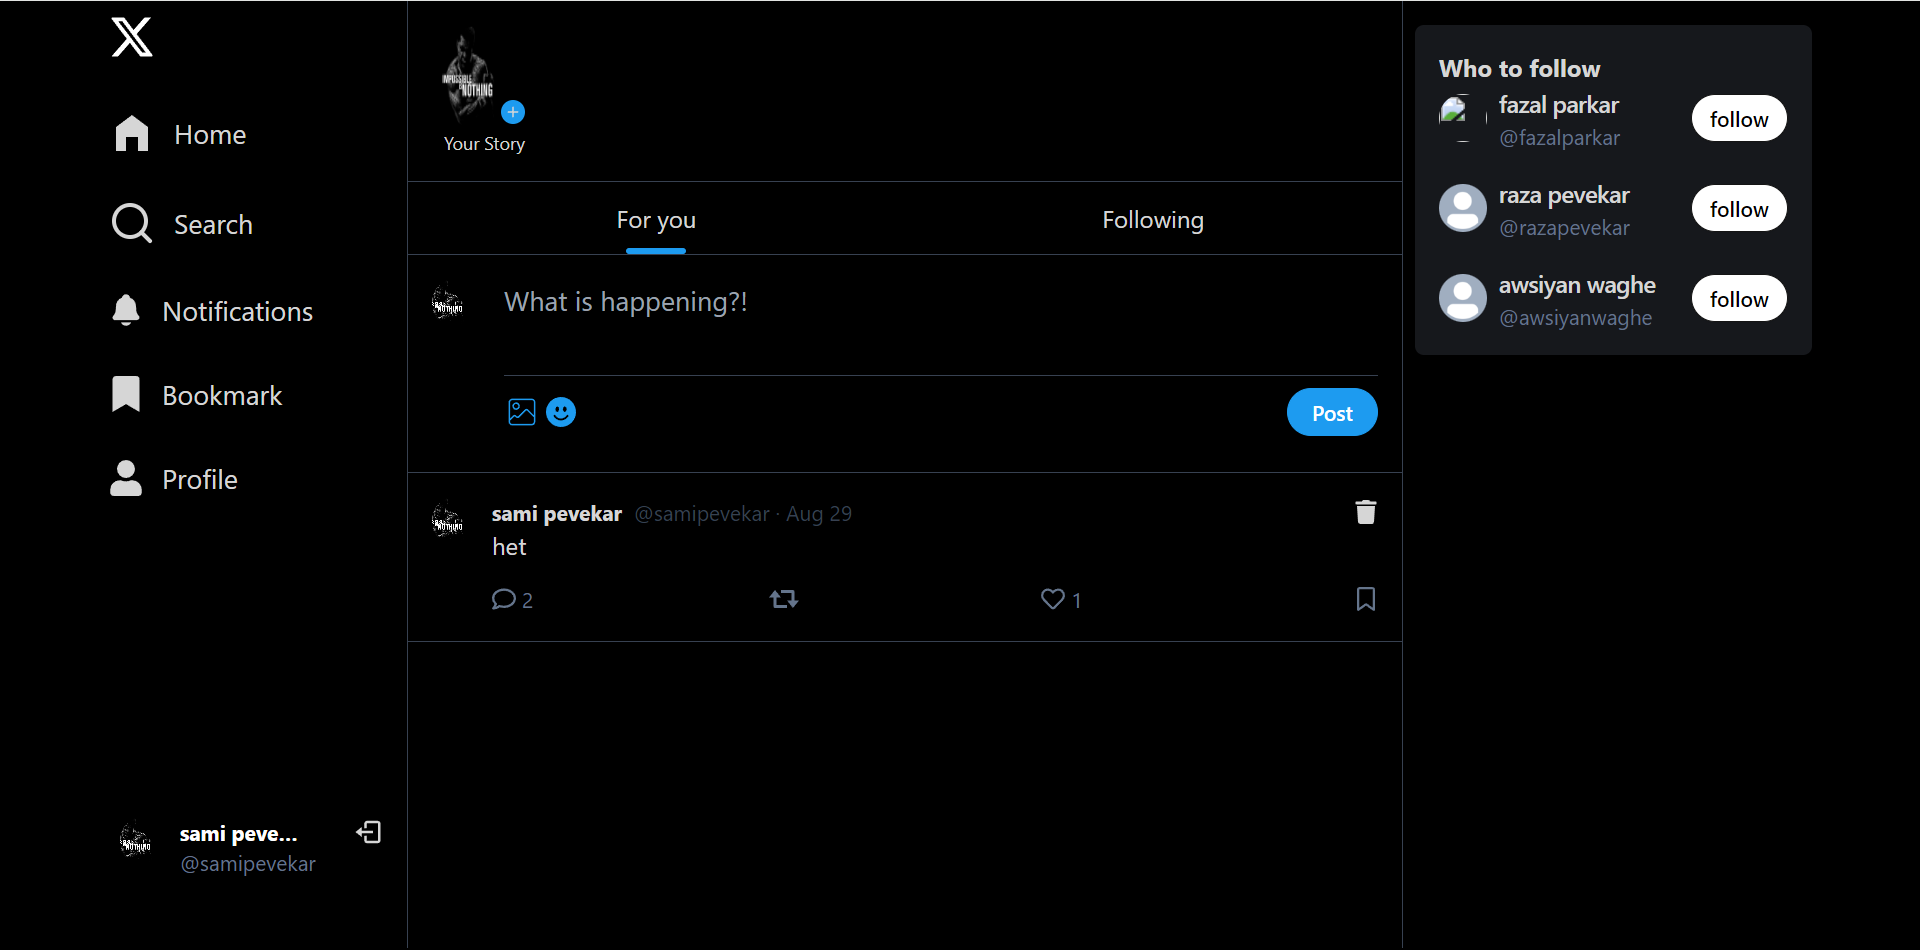 Home
Search
Notifications
Bookmark
Profile
sami peve...
@samipevekar
IMPOSSIBLE
NOTHING
Your Story
For you
Following
What is happening?!
Post
sami pevekar @samipevekar · Aug 29
het
2
1
Who to follow
fazal parkar
@fazalparkar
follow
raza pevekar
@razapevekar
follow
awsiyan waghe
@awsiyanwaghe
follow